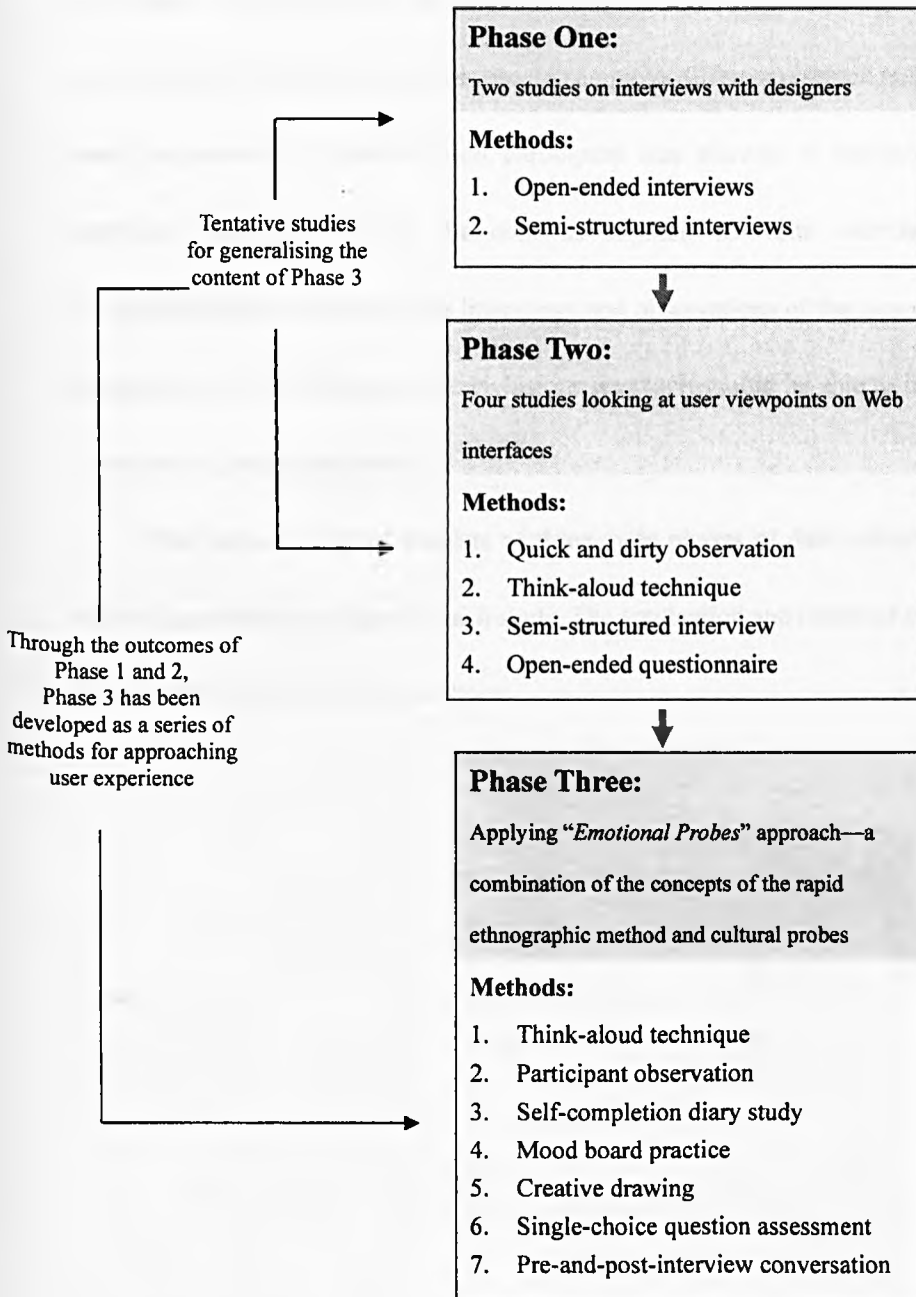 Phase One:
Two studies on interviews with designers
Methods:
1. Open-ended interviews
2. Semi-structured interviews
Tentative studies
for generalising the
content of Phase 3
Phase Two:
Four studies looking at user viewpoints on Web
interfaces
Methods:
1. Quick and dirty observation
2. Think-aloud technique
3. Semi-structured interview
4. Open-ended questionnaire
Through the outcomes of
Phase 1 and 2,
Phase 3 has been
developed as a series of
methods for approaching
user experience
Phase Three:
Applying “Emotional Probes” approach—a
combination of the concepts of the rapid
ethnographic method and cultural probes
Methods:
1. Think-aloud technique
2. Participant observation
3. Self-completion diary study
4. Mood board practice
5. Creative drawing
6. Single-choice question assessment
7. Pre-and-post-interview conversation